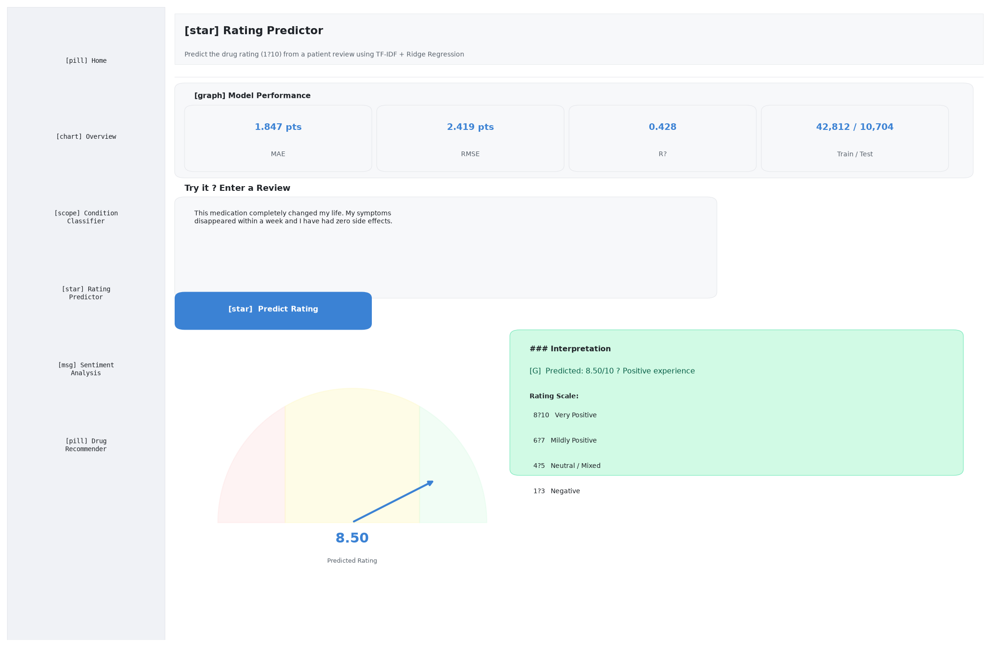 [pill] Home
[chart] Overview
[scope] Condition
Classifier
[star] Rating
Predictor
[msg] Sentiment
Analysis
[pill] Drug
Recommender
[star] Rating Predictor
Predict the drug rating (1?10) from a patient review using TF-IDF + Ridge Regression
[graph] Model Performance
1.847 pts
MAE
2.419 pts
RMSE
0.428
R?
42,812 / 10,704
Train / Test
Try it ? Enter a Review
This medication completely changed my life. My symptoms
disappeared within a week and I have had zero side effects.
[star]  Predict Rating
8.50
Predicted Rating
### Interpretation
[G]  Predicted: 8.50/10 ? Positive experience
Rating Scale:
8?10   Very Positive
6?7   Mildly Positive
4?5   Neutral / Mixed
1?3   Negative